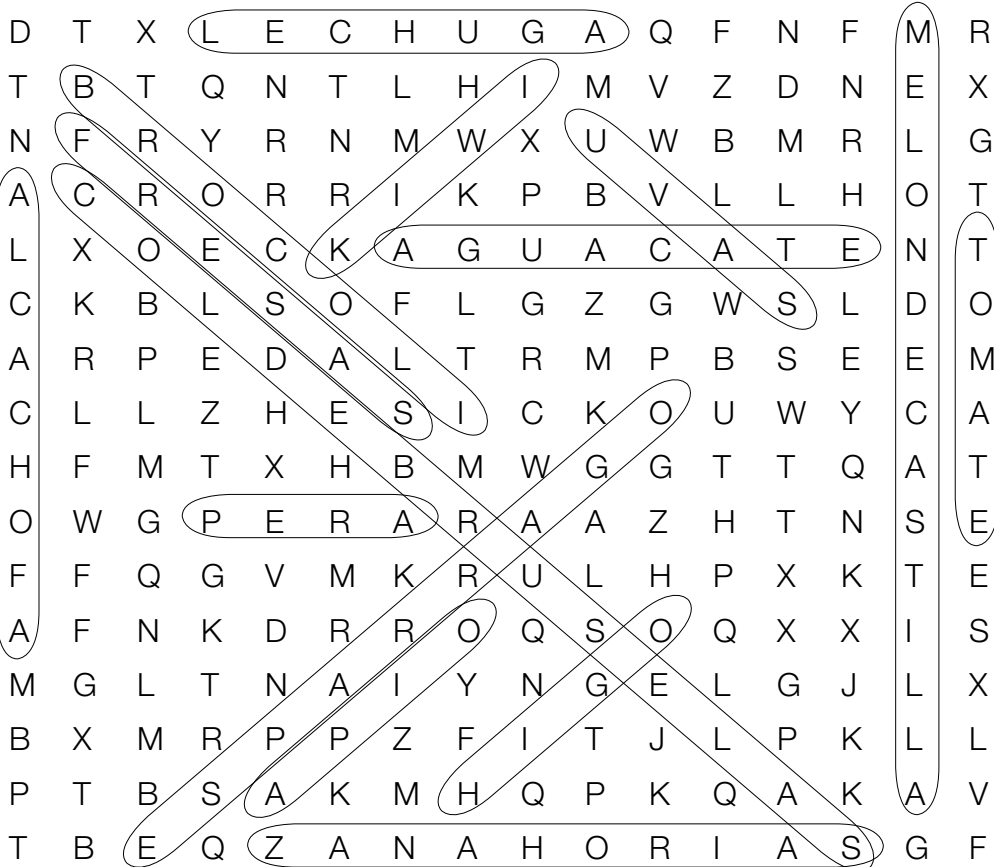 D T X L E C H U G A Q F N F M R
T B T Q N T L H I M V Z D N E X
N F R Y R N M W X U W B M R L G
A C R O R R I K P B V L L H O T
L X O E C K A G U A C A T E N T
C K B L S O F L G Z G W S L D O
A R P E D A L T R M P B S E E M
C L L Z H E S I C K O U W Y C A
H F M T X H B M W G G T T Q A T
O W G P E R A R A A Z H T N S E
F F Q G V M K R U L H P X K T E
A F N K D R R O Q S O Q X X I S
M G L T N A I Y N G E L G J L X
B X M R P P Z F I T J L P K L L
P T B S A K M H Q P K Q A K A V
T B E Q Z A N A H O R I A S G F